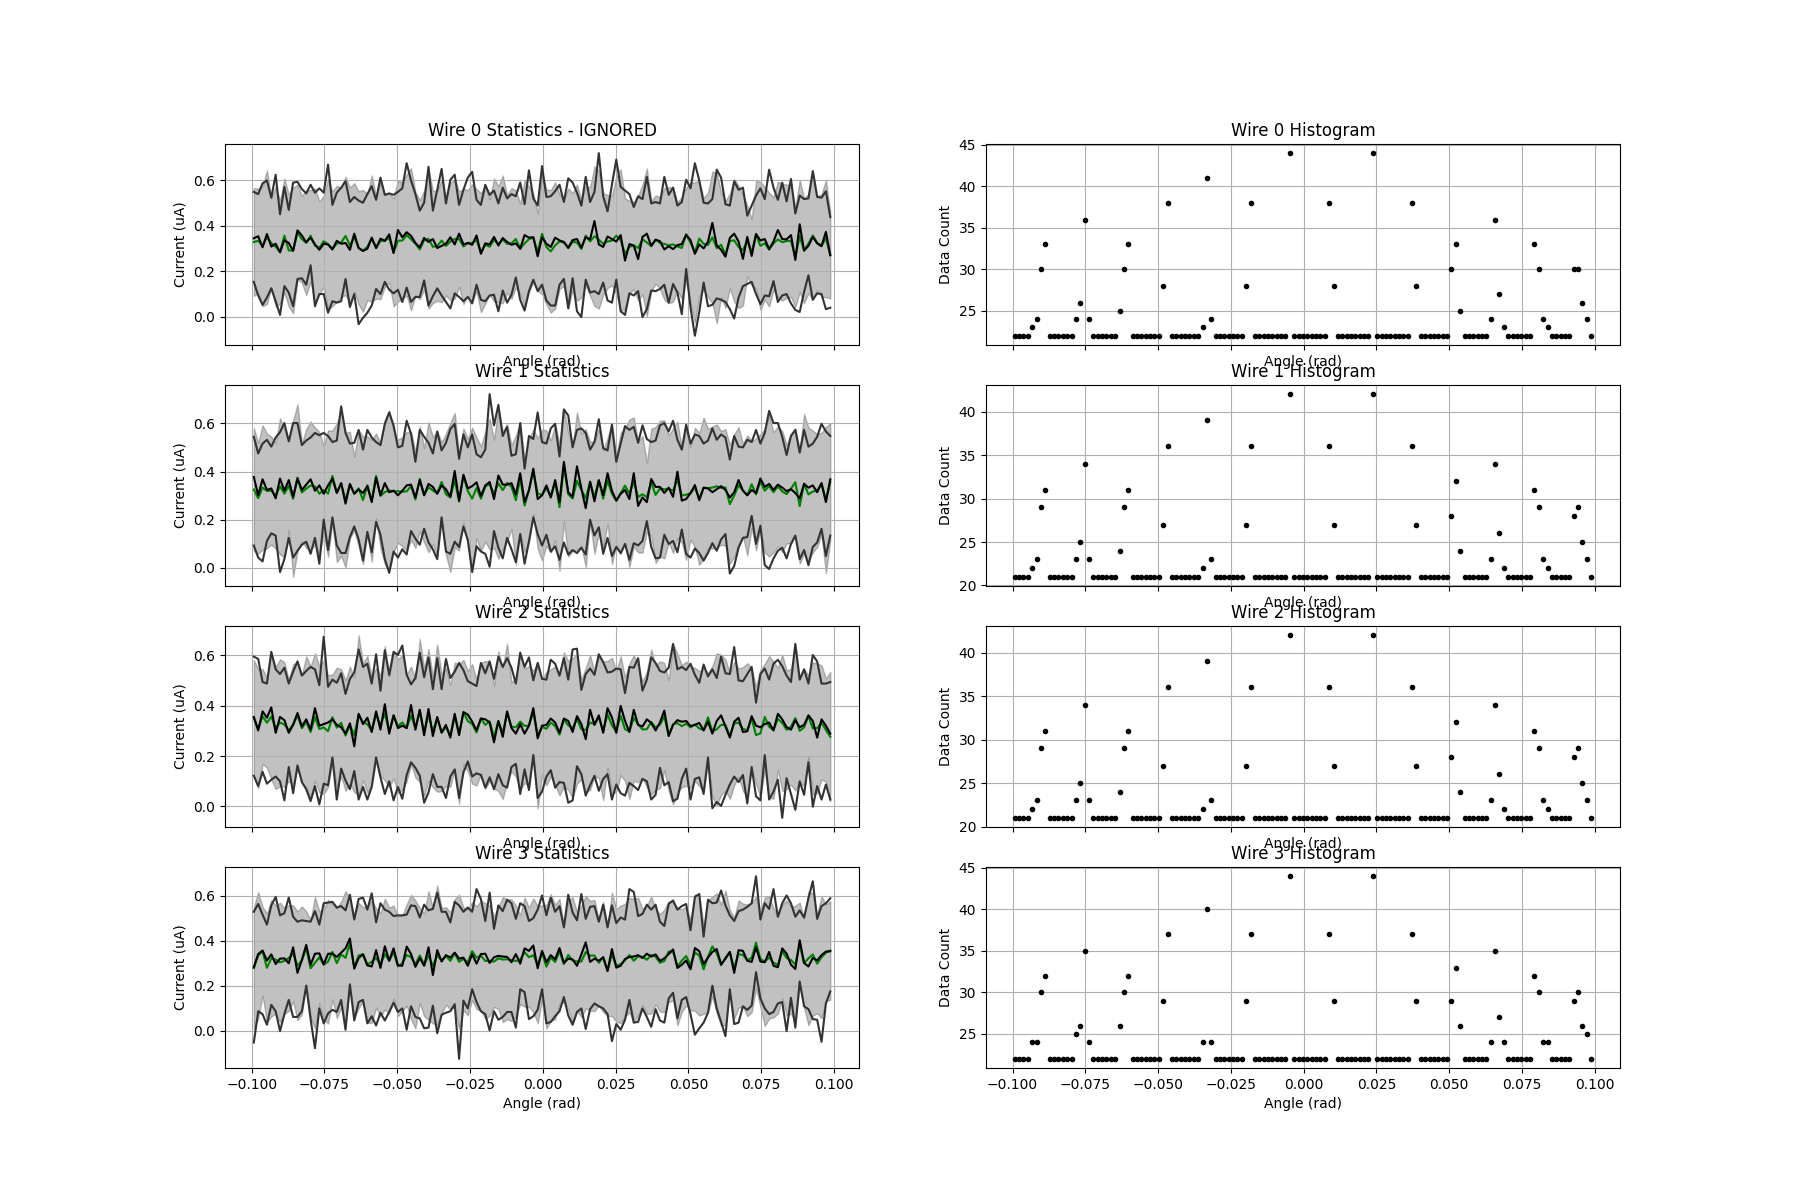 Wire 0 Statistics - IGNORED
Current (uA)
0.6
0.4
0.2
0.0
Angle (rad)
Wire 0 Histogram
Data Count
45
40
35
30
25
Angle (rad)
Wire 1 Statistics
Current (uA)
0.6
0.4
0.2
0.0
Angle (rad)
Wire 1 Histogram
Data Count
40
35
30
25
20
Angle (rad)
Wire 2 Statistics
Current (uA)
0.6
0.4
0.2
0.0
Angle (rad)
Wire 2 Histogram
Data Count
40
35
30
25
20
Angle (rad)
Wire 3 Statistics
Current (uA)
0.6
0.4
0.2
0.0
−0.100 −0.075 −0.050 −0.025 0.000 0.025 0.050 0.075 0.100
Angle (rad)
Wire 3 Histogram
Data Count
45
40
35
30
25
−0.100 −0.075 −0.050 −0.025 0.000 0.025 0.050 0.075 0.100
Angle (rad)